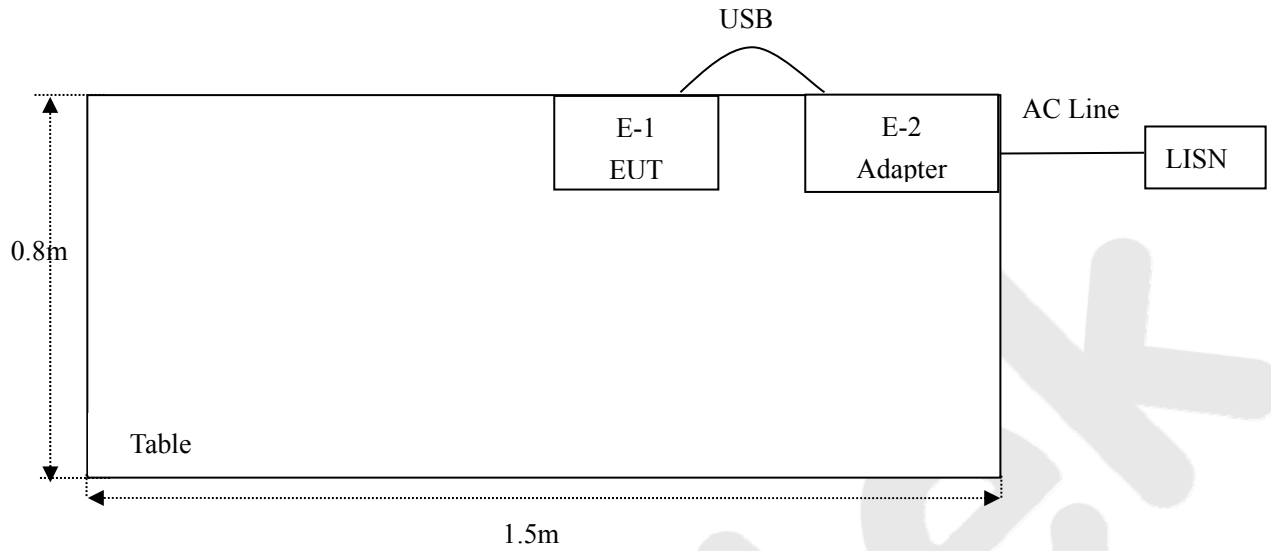 USB
E-1
EUT
E-2
Adapter
AC Line
LISN
0.8m
Table
1.5m